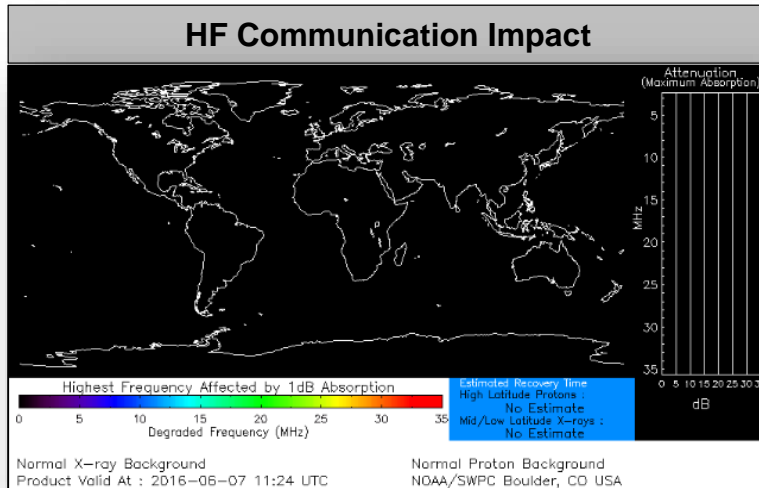 HF Communication Impact
Attenuation
(Maximum Absorption)
5
10
15
20
25
30
35
MHz
0 5 10 15 20 25 30
dB
Highest Frequency Affected by 1dB Absorption
0 5 10 15 20 25 30 35
Degraded Frequency (MHz)
Estimated Recovery Time
High Latitude Protons :
No Estimate
Mid/Low Latitude X-rays :
No Estimate
Normal X-ray Background
Product Valid At : 2016-06-07 11:24 UTC
Normal Proton Background
NOAA/SWPC Boulder, CO USA